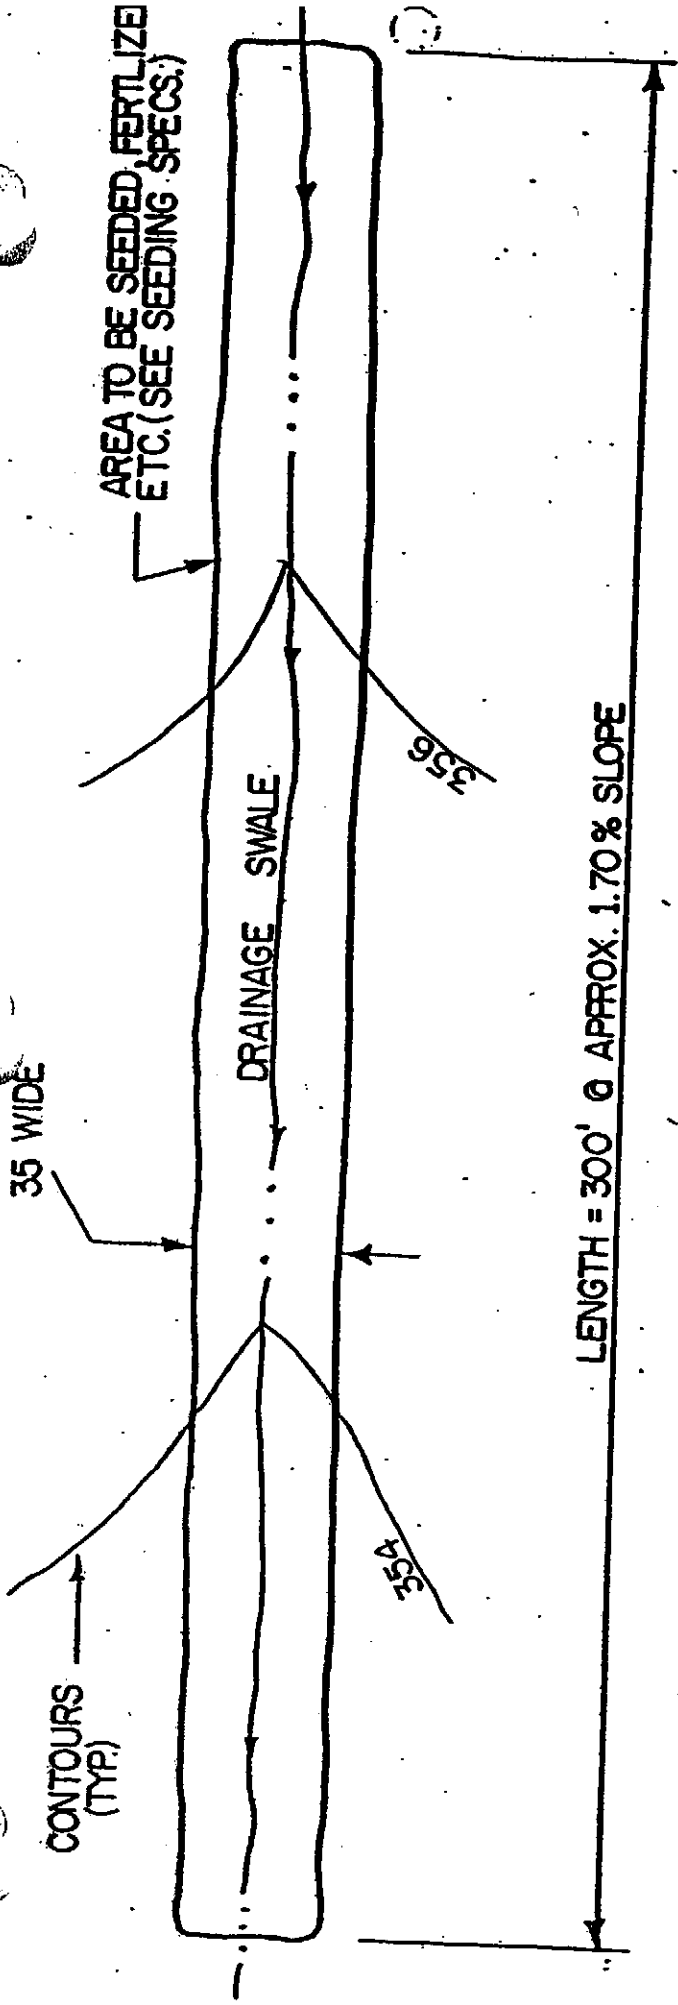 AREA TO BE SEEDED, FERTILIZE
ETC. (SEE SEEDING SPECS.)
356
DRAINAGE SWALE
35 WIDE
LENGTH = 300' @ APPROX. 1.70% SLOPE
354
CONTOURS
(TYP.)